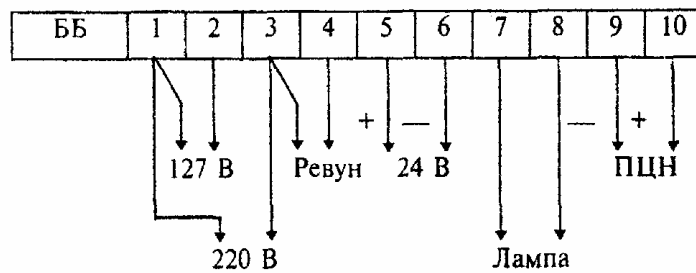 ББ 1 2 3 4 5 6 7 8 9 10
+ — — +
127 В Ревун 24 В ПЦН
220 В Лампа